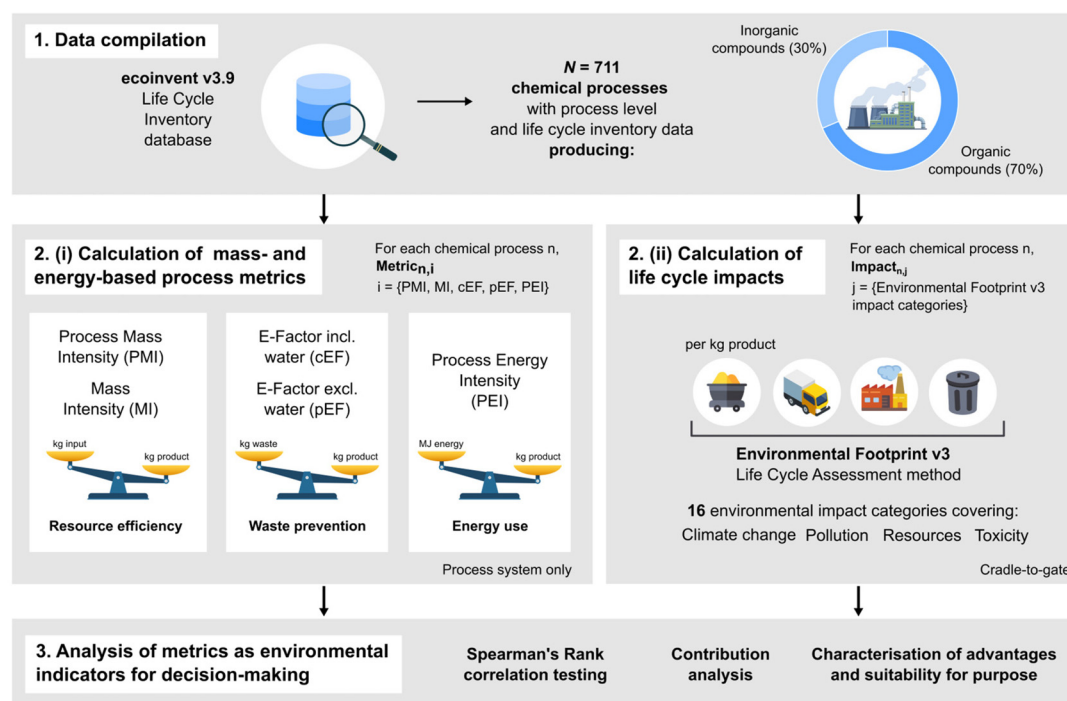 1. Data compilation
ecoinvent v3.9
Life Cycle
Inventory
database
N = 711
chemical processes
with process level
and life cycle inventory data
producing:
Inorganic
compounds (30%)
Organic
compounds (70%)
2. (i) Calculation of mass- and
energy-based process metrics
For each chemical process n,
Metricn,i
i = {PMI, MI, cEF, pEF, PEI}
Process Mass
Intensity (PMI)
Mass
Intensity (MI)
kg input
kg product
Resource efficiency
E-Factor incl.
water (cEF)
E-Factor excl.
water (pEF)
kg waste
kg product
Waste prevention
Process Energy
Intensity
(PEI)
MJ energy
kg product
Energy use
Process system only
2. (ii) Calculation of
life cycle impacts
For each chemical process n,
Impactn,j
j = {Environmental Footprint v3
impact categories}
per kg product
Environmental Footprint v3
Life Cycle Assessment method
16 environmental impact categories covering:
Climate change Pollution Resources Toxicity
Cradle-to-gate
3. Analysis of metrics as environmental
indicators for decision-making
Spearman's Rank
correlation testing
Contribution
analysis
Characterisation of advantages
and suitability for purpose